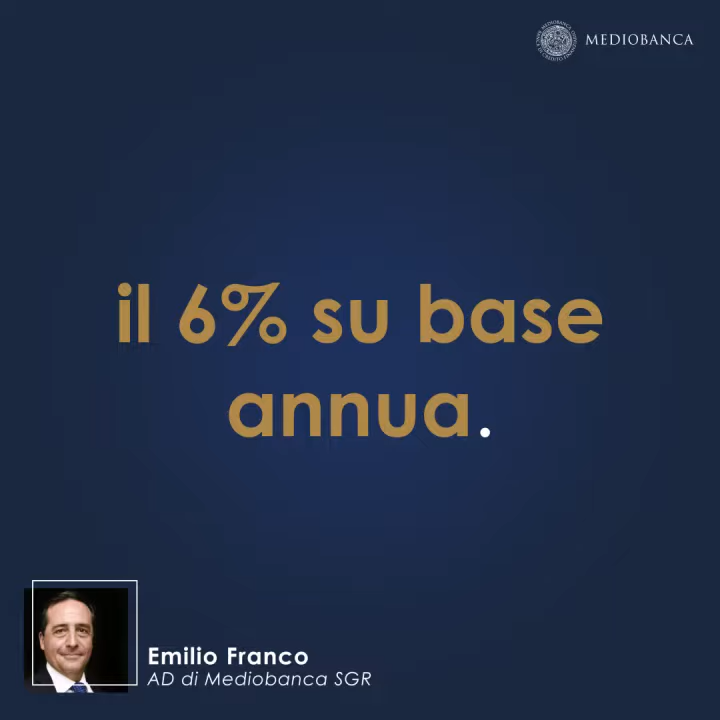 MEDIOBANCA
il 6% su base
annua.
Emilio Franco
AD di Mediobanca SGR